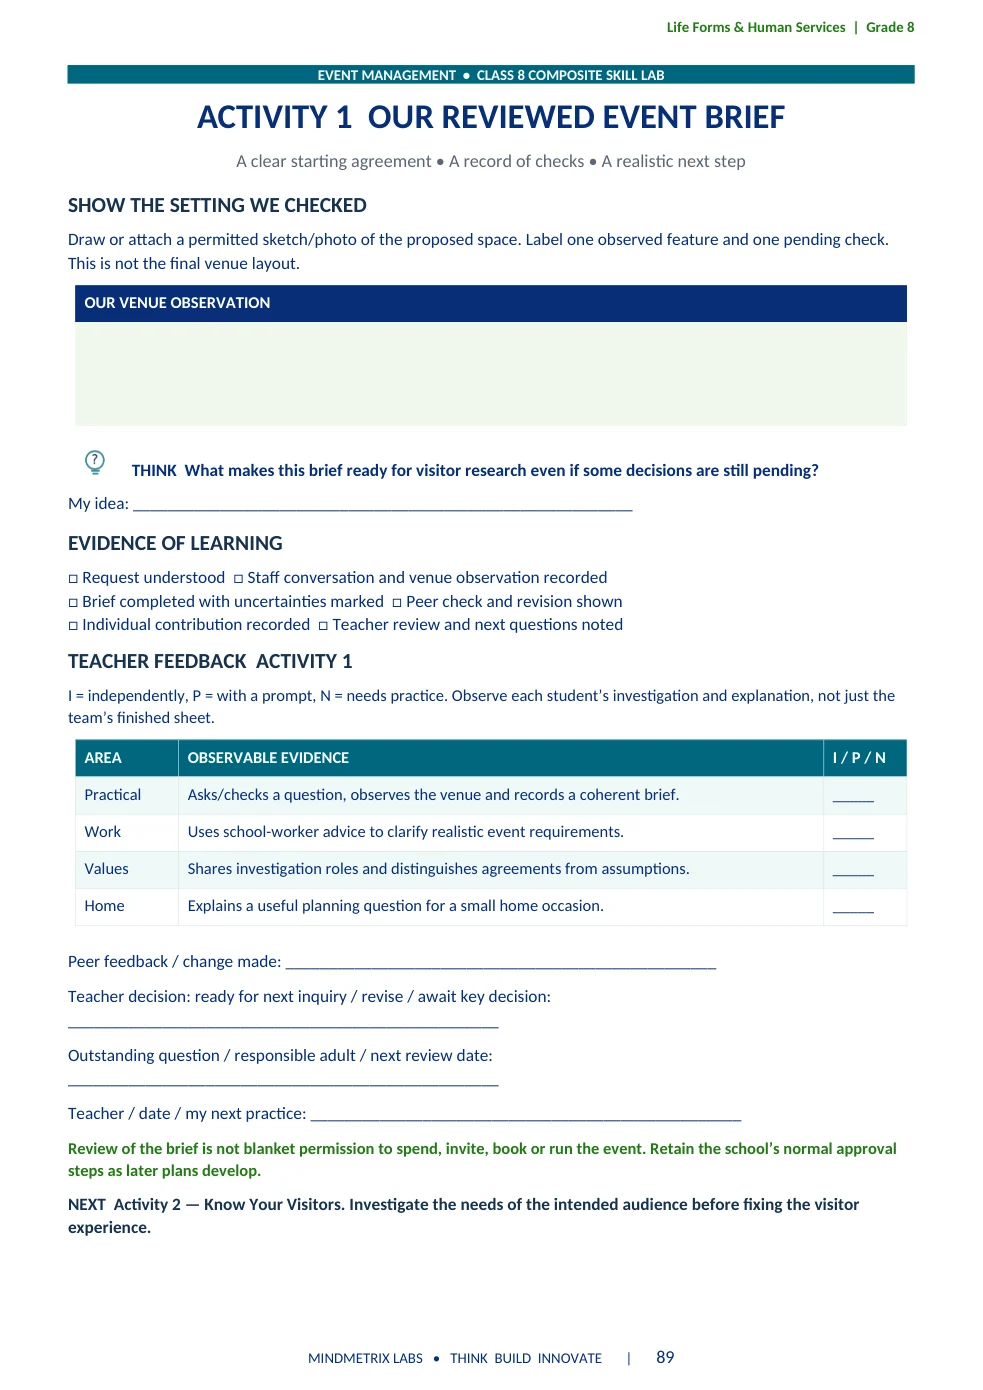 Life Forms & Human Services | Grade 8
EVENT MANAGEMENT ● CLASS 8 COMPOSITE SKILL LAB
ACTIVITY 1 OUR REVIEWED EVENT BRIEF
A clear starting agreement • A record of checks • A realistic next step
SHOW THE SETTING WE CHECKED
Draw or attach a permitted sketch/photo of the proposed space. Label one observed feature and one pending check.
This is not the final venue layout.
OUR VENUE OBSERVATION
? THINK What makes this brief ready for visitor research even if some decisions are still pending?
My idea: ____________________________________________________________
EVIDENCE OF LEARNING
□ Request understood □ Staff conversation and venue observation recorded
□ Brief completed with uncertainties marked □ Peer check and revision shown
□ Individual contribution recorded □ Teacher review and next questions noted
TEACHER FEEDBACK ACTIVITY 1
I = independently, P = with a prompt, N = needs practice. Observe each student’s investigation and explanation, not just the
team’s finished sheet.
AREA OBSERVABLE EVIDENCE I / P / N
Practical Asks/checks a question, observes the venue and records a coherent brief. _____
Work Uses school-worker advice to clarify realistic event requirements. _____
Values Shares investigation roles and distinguishes agreements from assumptions. _____
Home Explains a useful planning question for a small home occasion. _____
Peer feedback / change made: ____________________________________________________
Teacher decision: ready for next inquiry / revise / await key decision:
____________________________________________________
Outstanding question / responsible adult / next review date:
____________________________________________________
Teacher / date / my next practice: ____________________________________________________
Review of the brief is not blanket permission to spend, invite, book or run the event. Retain the school’s normal approval
steps as later plans develop.
NEXT Activity 2 — Know Your Visitors. Investigate the needs of the intended audience before fixing the visitor
experience.
MINDMETRIX LABS ● THINK BUILD INNOVATE | 89